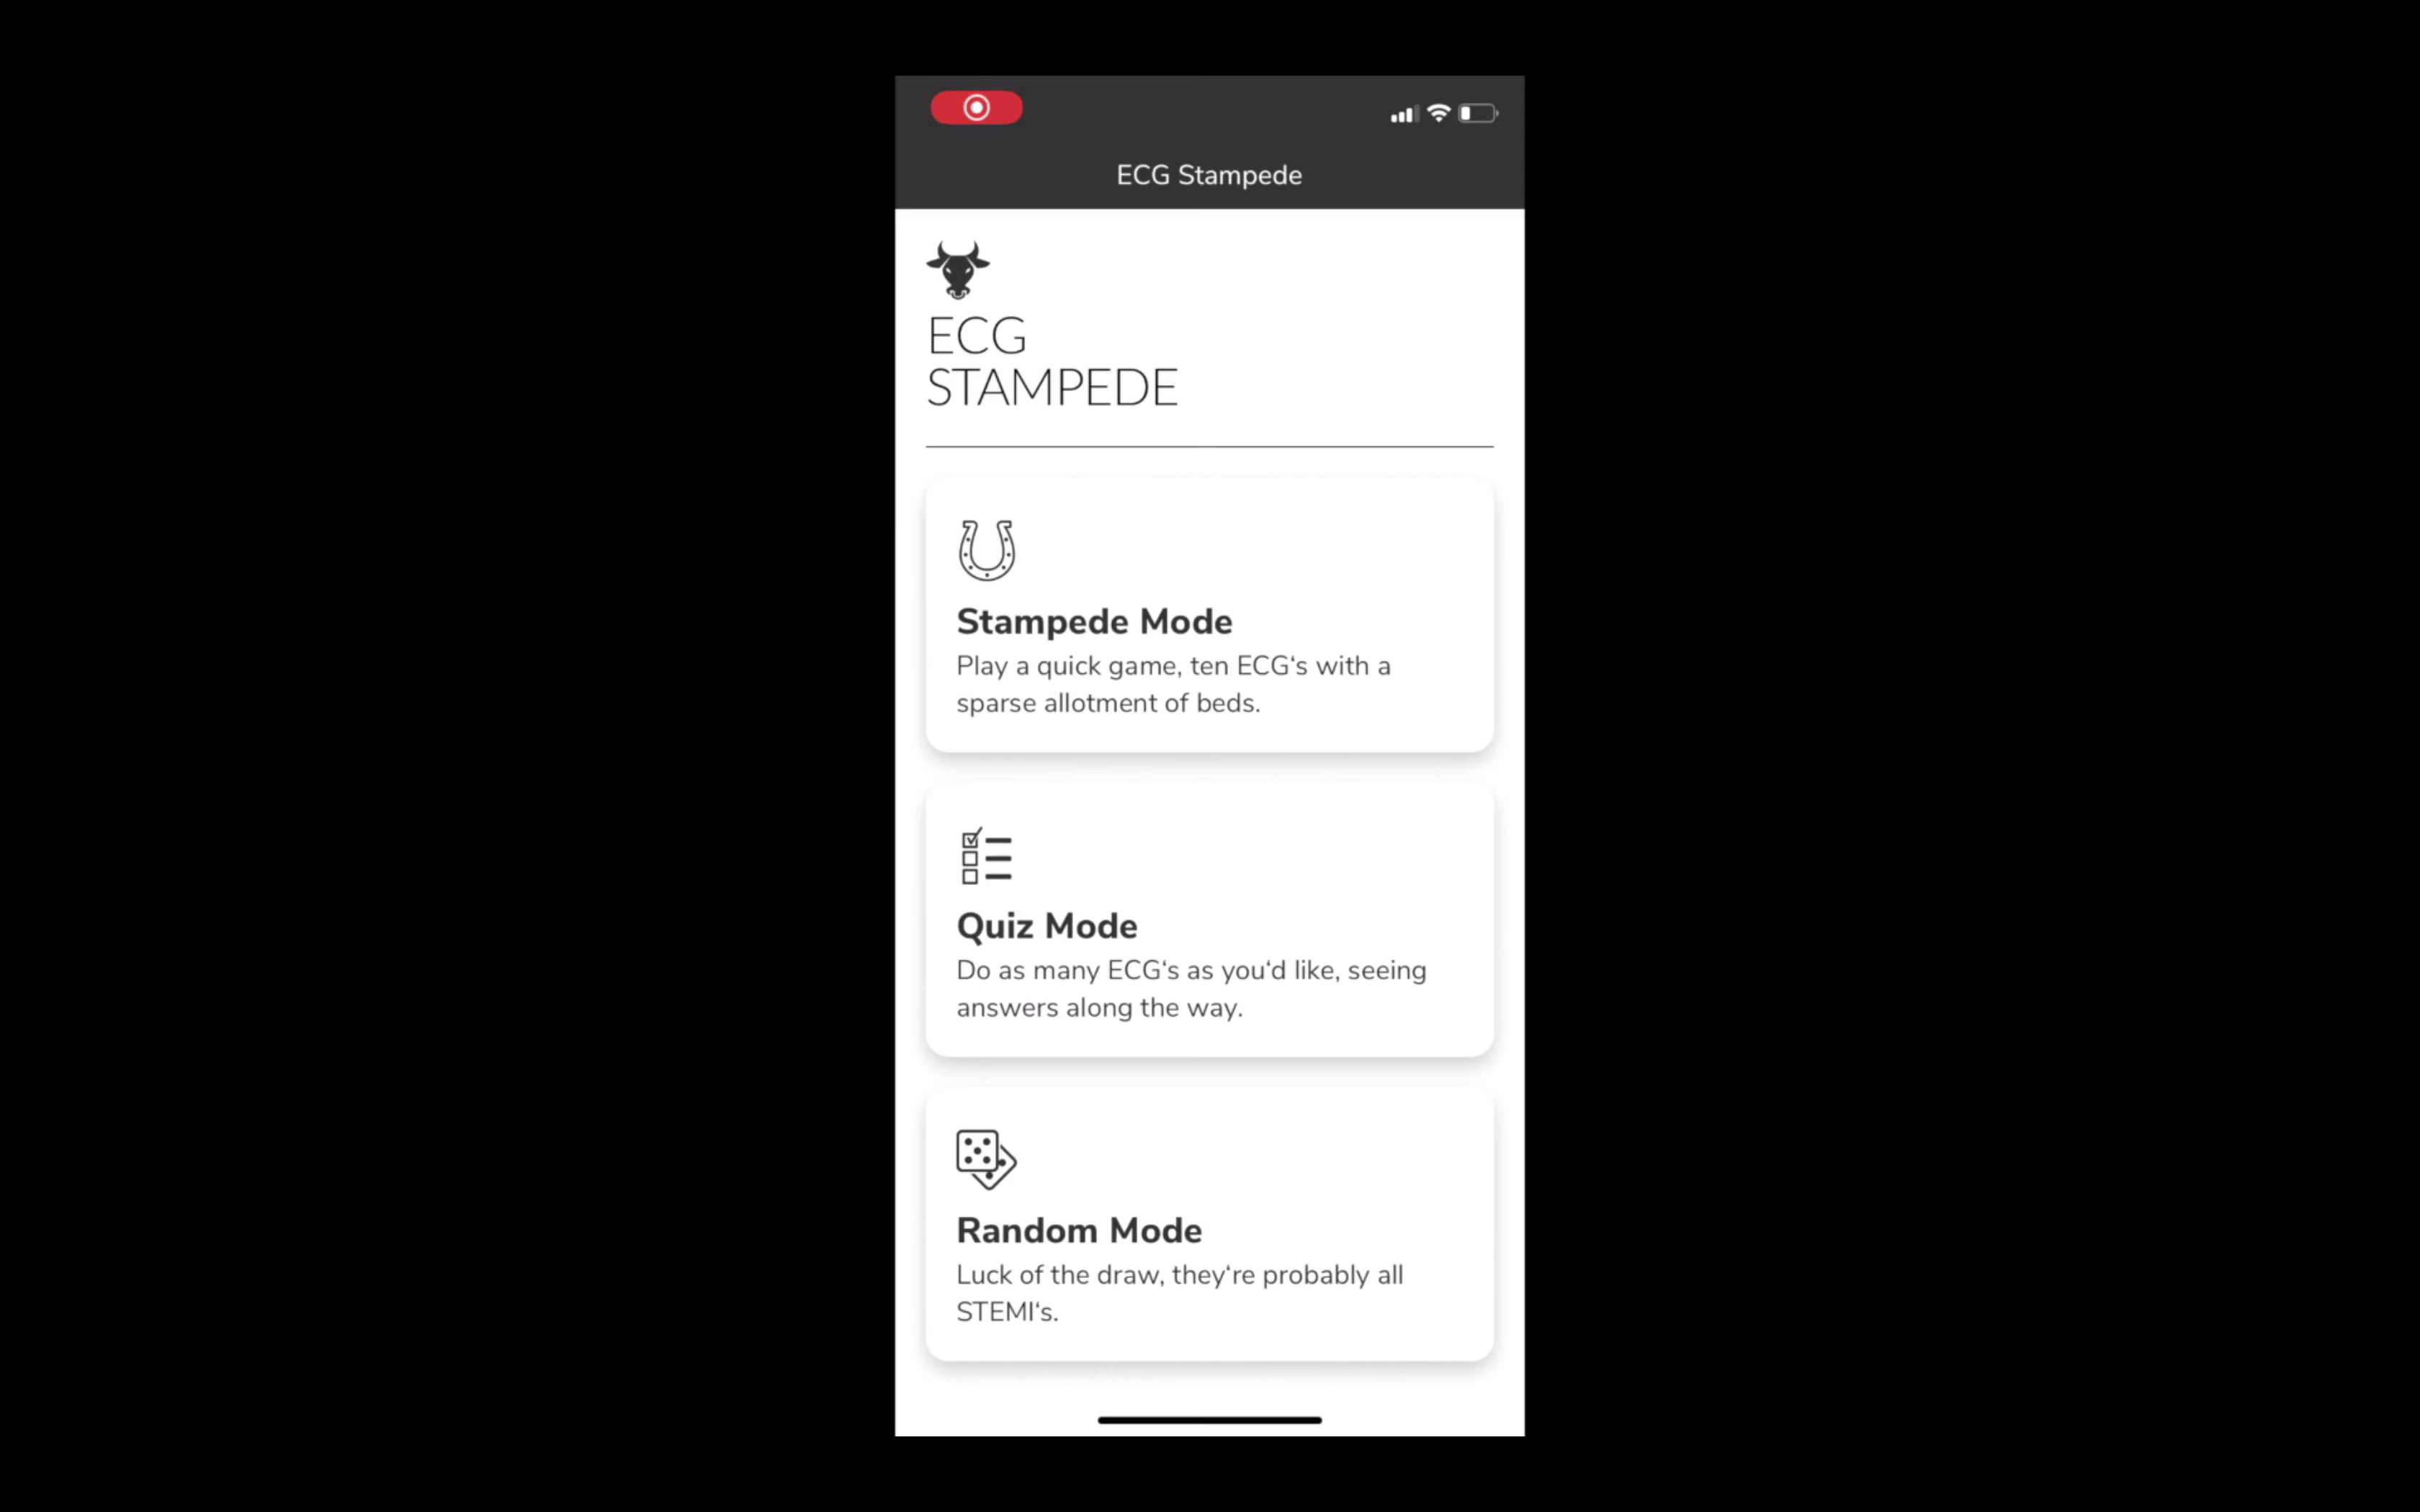 ECG Stampede
ECG
STAMPEDE
Stampede Mode
Play a quick game, ten ECG‘s with a
sparse allotment of beds.
Quiz Mode
Do as many ECG‘s as you‘d like, seeing
answers along the way.
Random Mode
Luck of the draw, they‘re probably all
STEMI‘s.